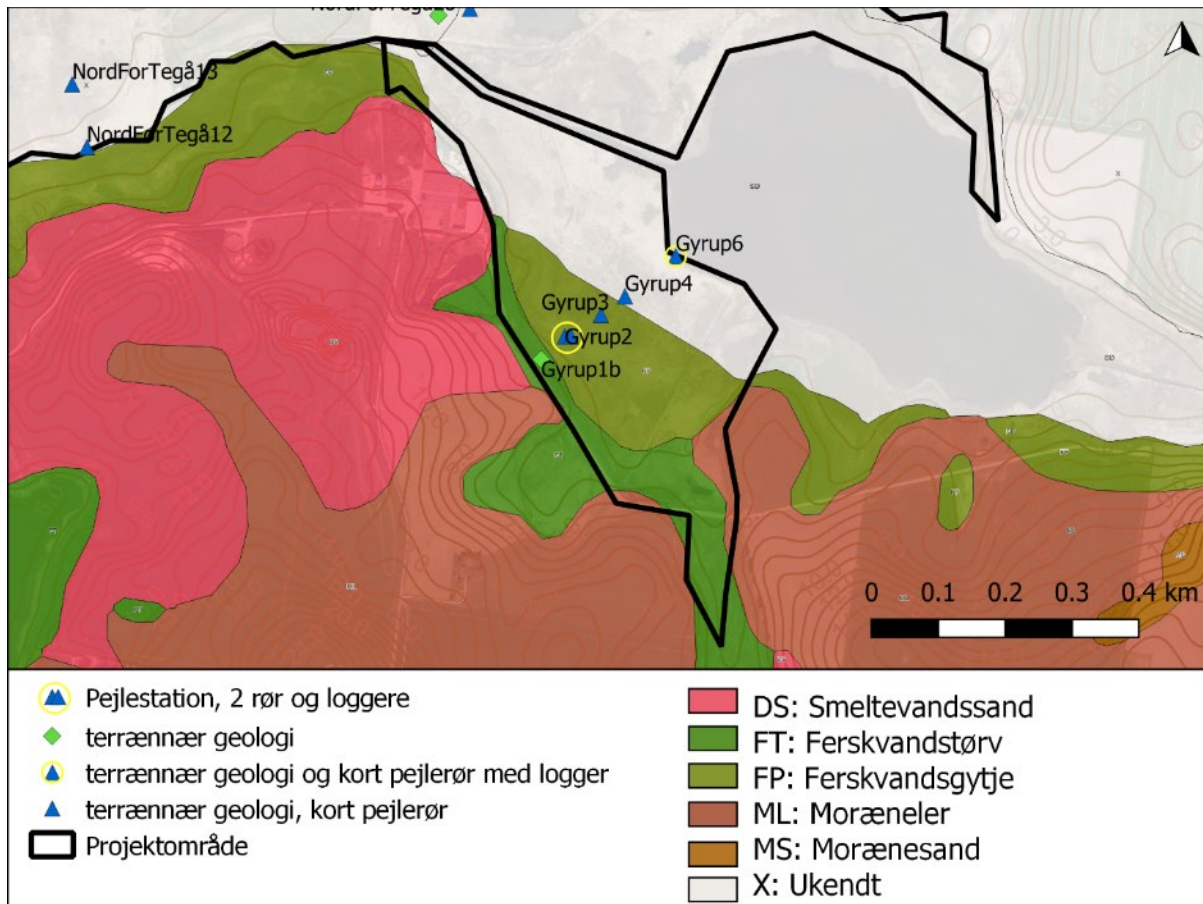 NordForTegå13
NordForTegå12
Gyrup6
Gyrup4
Gyrup3
Gyrup2
Gyrup1b
0 0.1 0.2 0.3 0.4 km
Pejlestation, 2 rør og loggere
terrænnær geologi
terrænnær geologi og kort pejlerør med logger
terrænnær geologi, kort pejlerør
Projektområde
DS: Smeltevandssand
FT: Ferskvandstørv
FP: Ferskvandsgytje
ML: Moræneler
MS: Morænesand
X: Ukendt